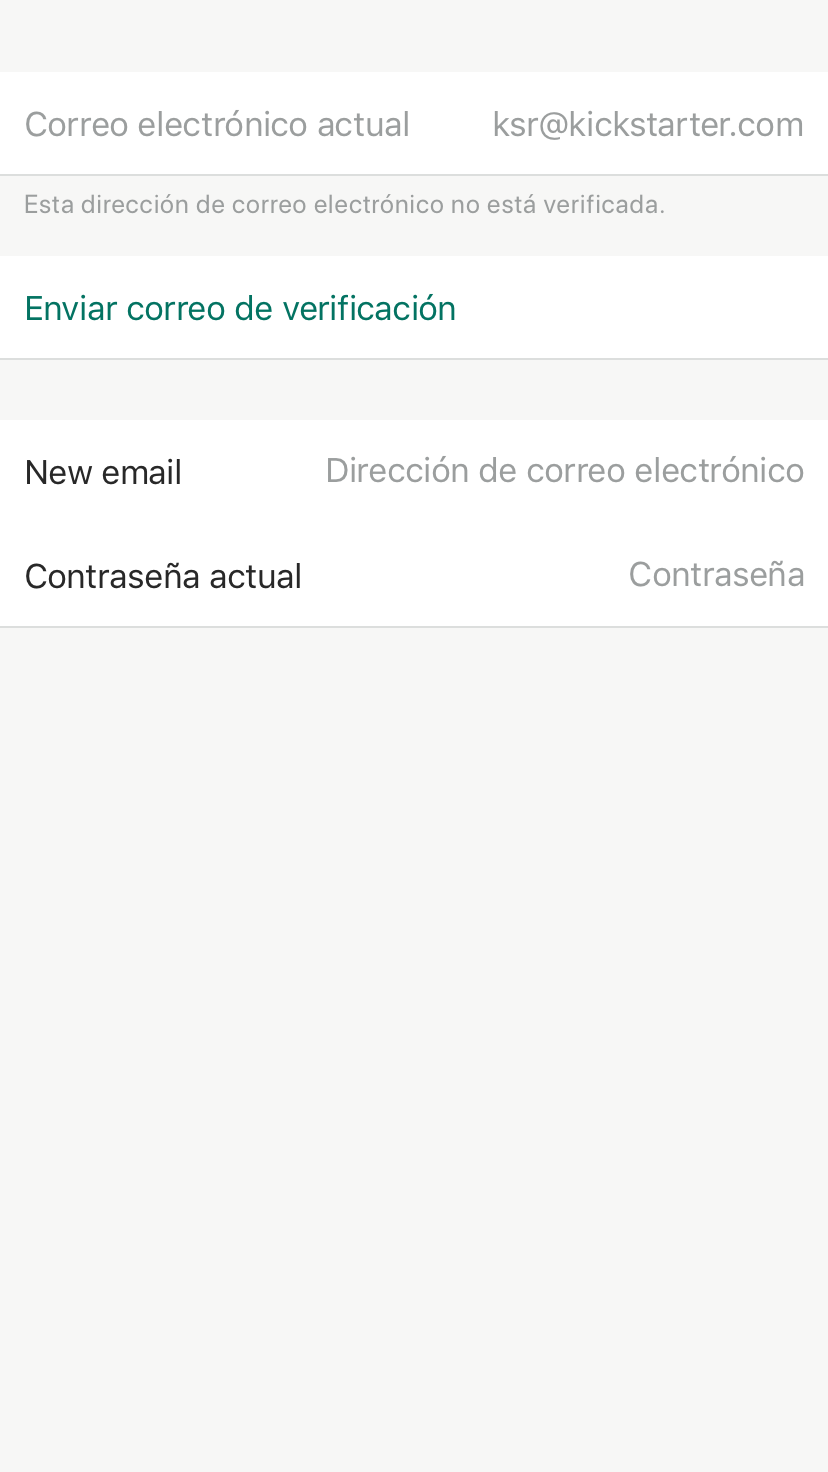 Correo electrónico actual ksr@kickstarter.com
Esta dirección de correo electrónico no está verificada.
Enviar correo de verificación
New email Dirección de correo electrónico
Contraseña actual Contraseña